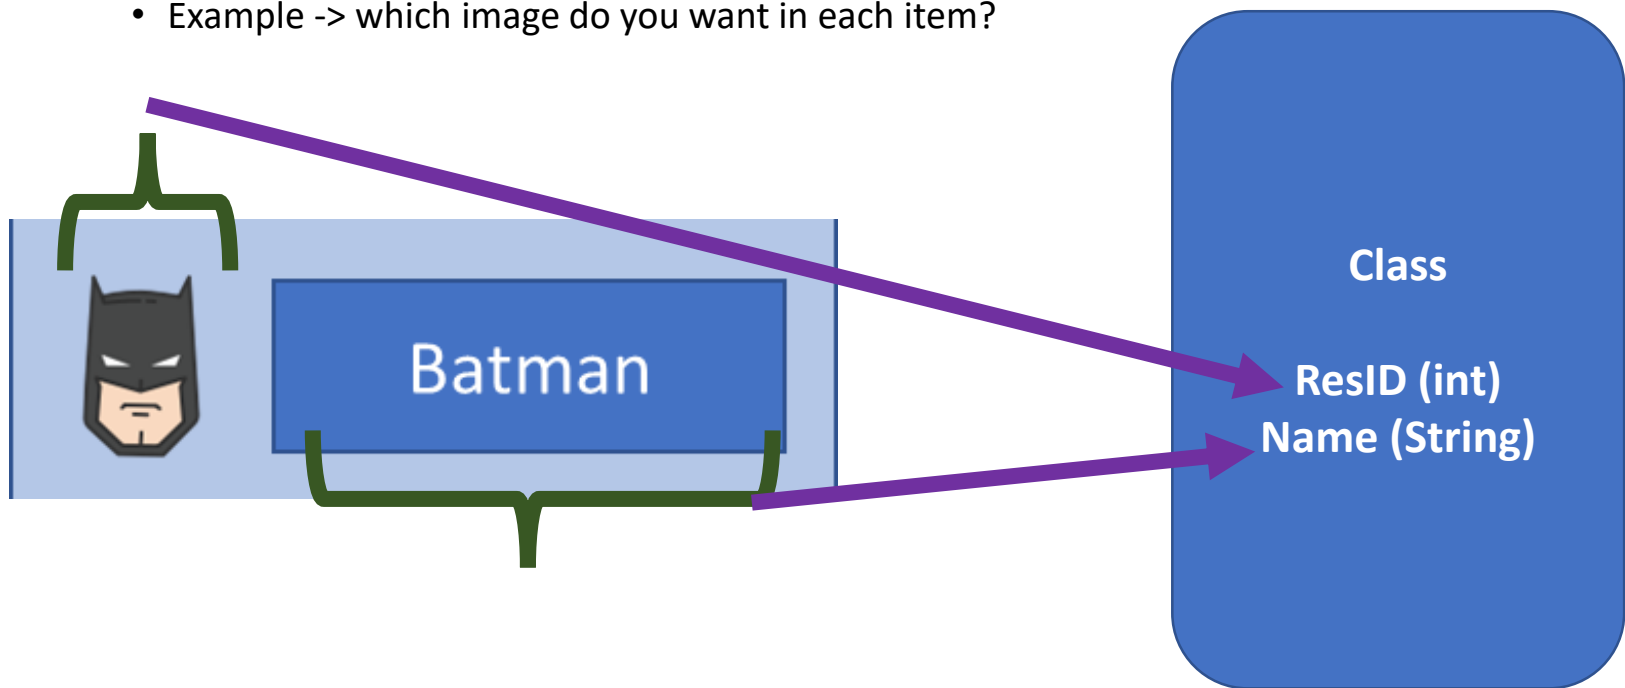 • Example -> which image do you want in each item?
Batman
Class
ResID (int)
Name (String)